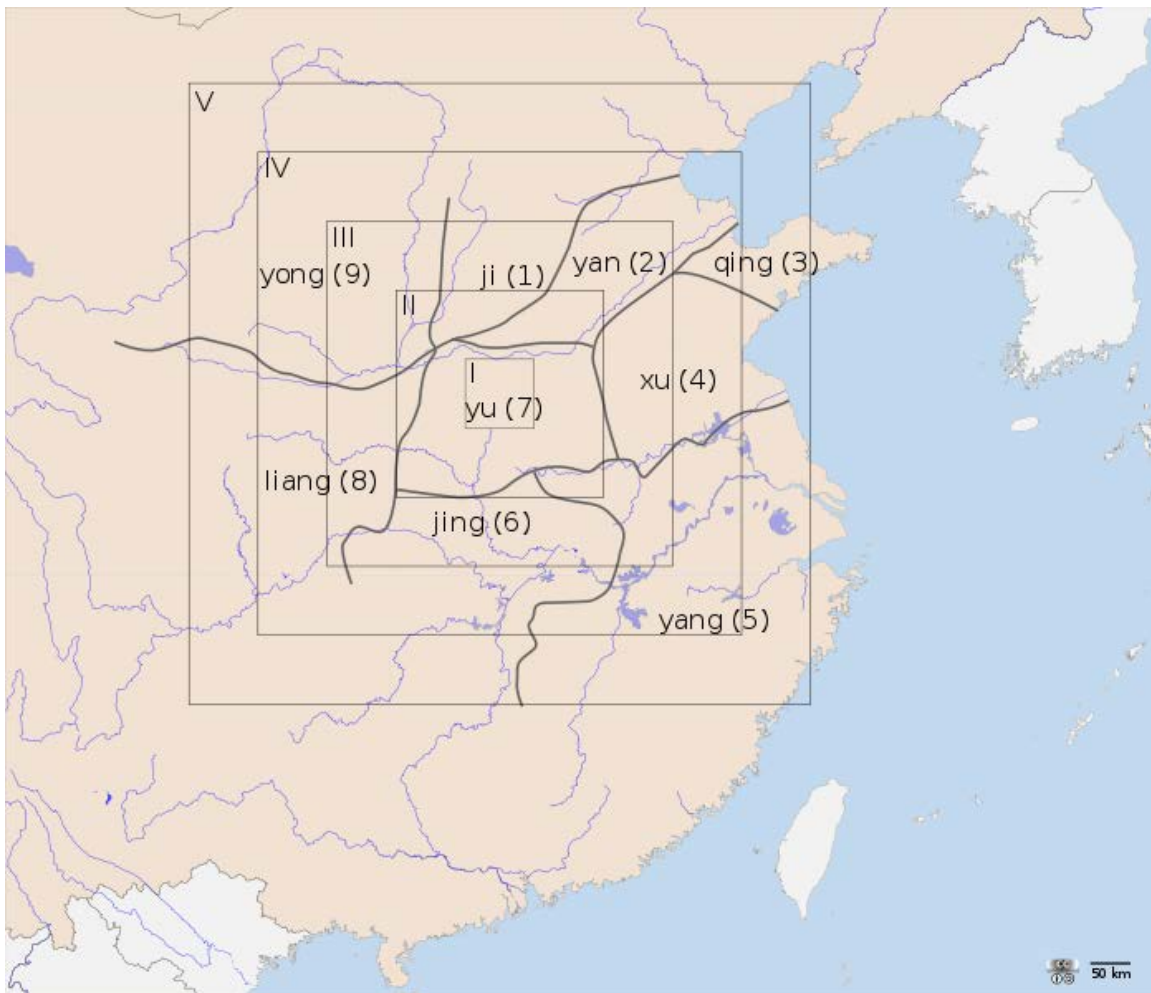 V
IV
III
yong (9)
ji (1)
yan (2)
qing (3)
II
I
yu (7)
xu (4)
liang (8)
jing (6)
yang (5)
50 km